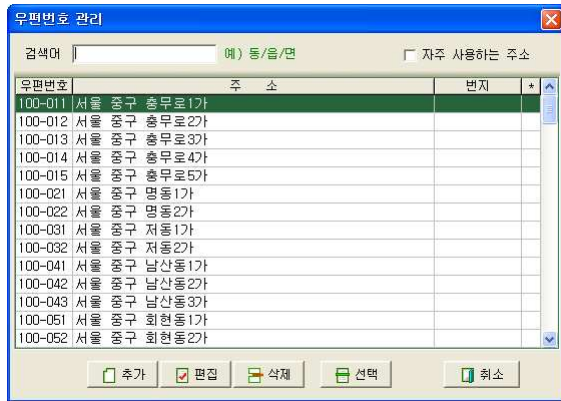 우편번호 관리
검색어 예) 동/읍/면 자주 사용하는 주소
우편번호 주 소 번지 *
100-011 서울 중구 충무로1가
100-012 서울 중구 충무로2가
100-013 서울 중구 충무로3가
100-014 서울 중구 충무로4가
100-015 서울 중구 충무로5가
100-021 서울 중구 명동1가
100-022 서울 중구 명동2가
100-031 서울 중구 저동1가
100-032 서울 중구 저동2가
100-041 서울 중구 남산동1가
100-042 서울 중구 남산동2가
100-043 서울 중구 남산동3가
100-051 서울 중구 회현동1가
100-052 서울 중구 회현동2가
추가 편집 삭제 선택 취소